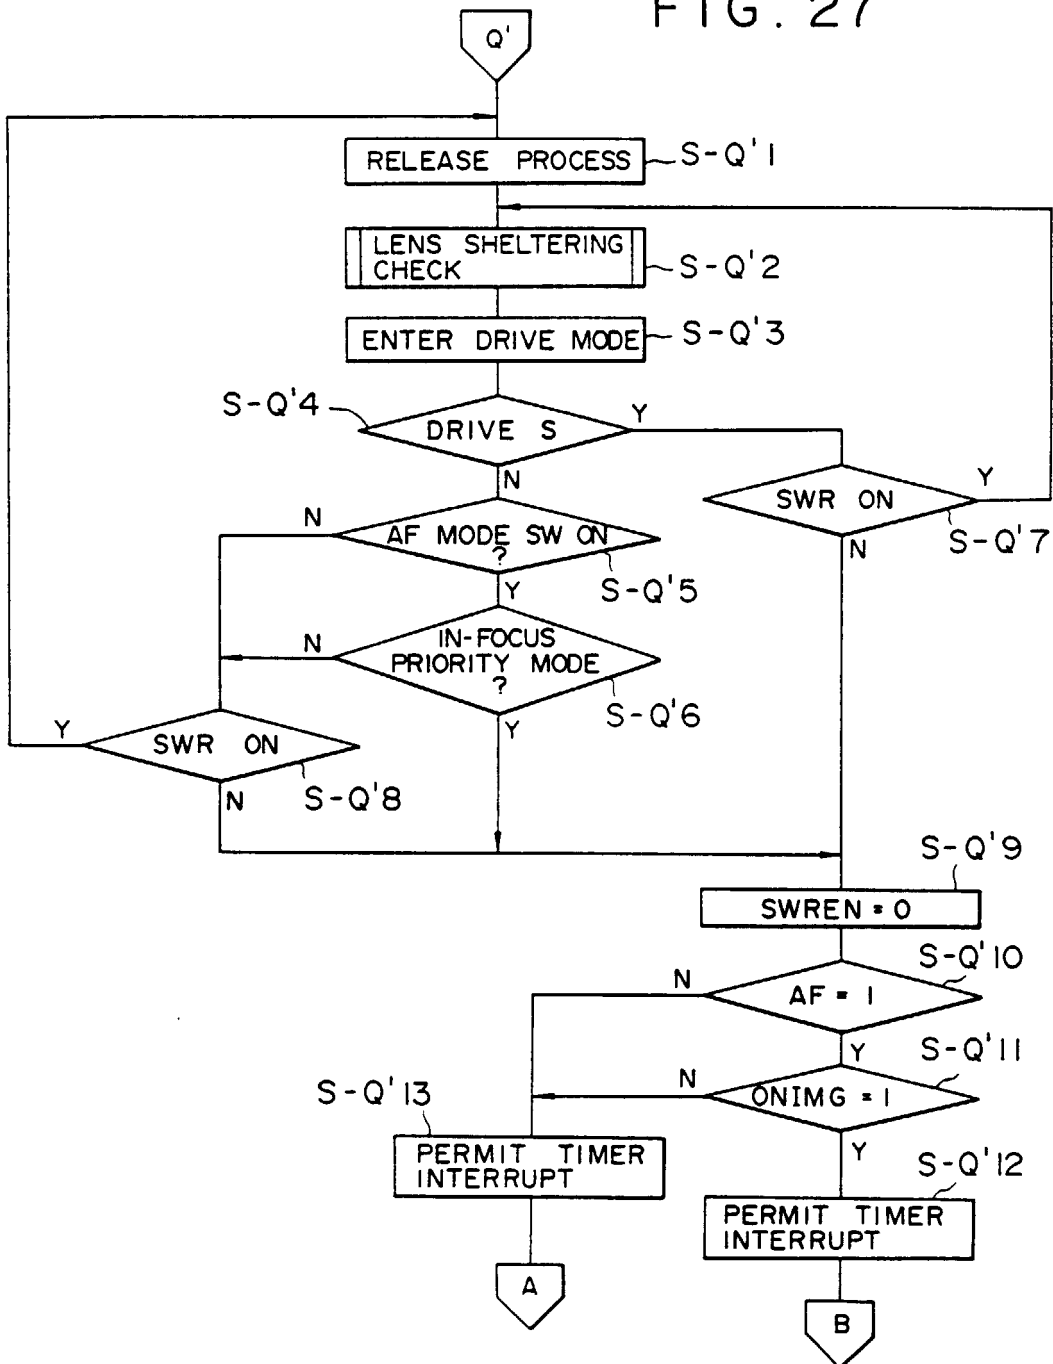 FIG. 27
Q'
RELEASE PROCESS
S-Q'1
LENS SHELTERING
CHECK
S-Q'2
ENTER DRIVE MODE
S-Q'3
S-Q'4
DRIVE S
Y
N
SWR ON
Y
N
S-Q'7
AF MODE SW ON
?
N
Y
S-Q'5
IN-FOCUS
PRIORITY MODE
?
N
Y
S-Q'6
SWR ON
Y
N
S-Q'8
S-Q'9
SWREN = 0
S-Q'10
AF = 1
N
Y
S-Q'11
ONIMG = 1
N
Y
S-Q'13
PERMIT TIMER
INTERRUPT
S-Q'12
PERMIT TIMER
INTERRUPT
A
B